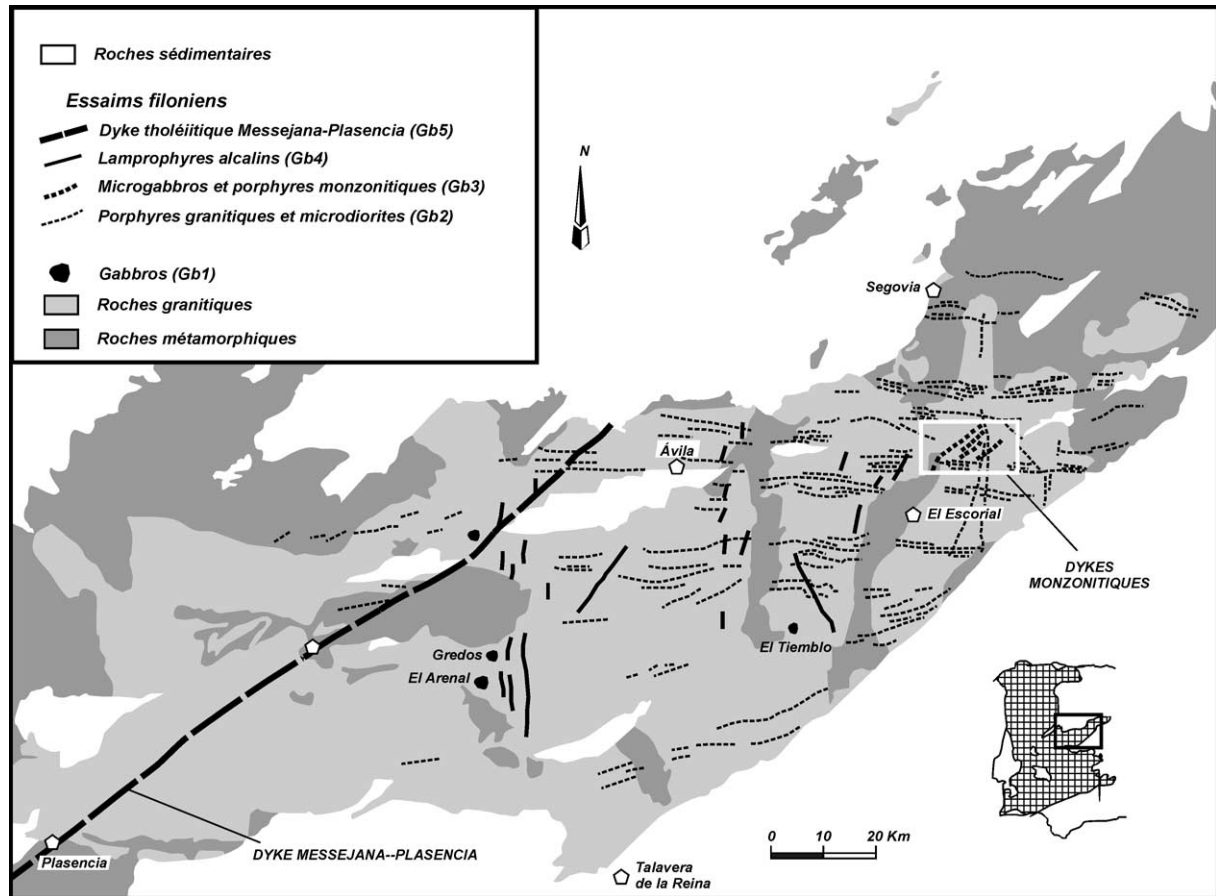 Roches sédimentaires
Essaims filoniens
Dyke tholéiitique Messejana-Plasencia (Gb5)
Lamprophyres alcalins (Gb4)
Microgabbros et porphyres monzonitiques (Gb3)
Porphyres granitiques et microdiorites (Gb2)
Gabbros (Gb1)
Roches granitiques
Roches métamorphiques
N
Segovia
Ávila
El Escorial
DYKES
MONZONITIQUES
El Tiemblo
Gredos
El Arenal
Plasencia
DYKE MESSEJANA--PLASENCIA
0 10 20 Km
Talavera
de la Reina